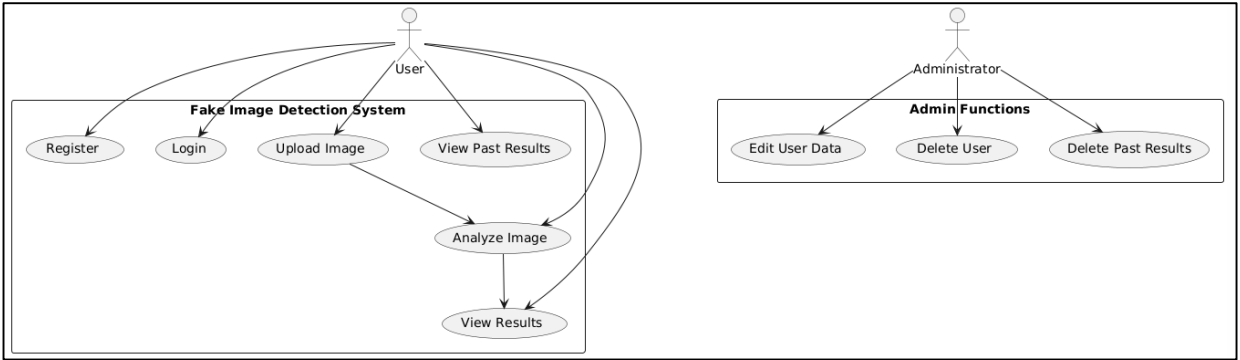 User
Administrator
Fake Image Detection System
Admin Functions
Register
Login
Upload Image
View Past Results
Edit User Data
Delete User
Delete Past Results
Analyze Image
View Results